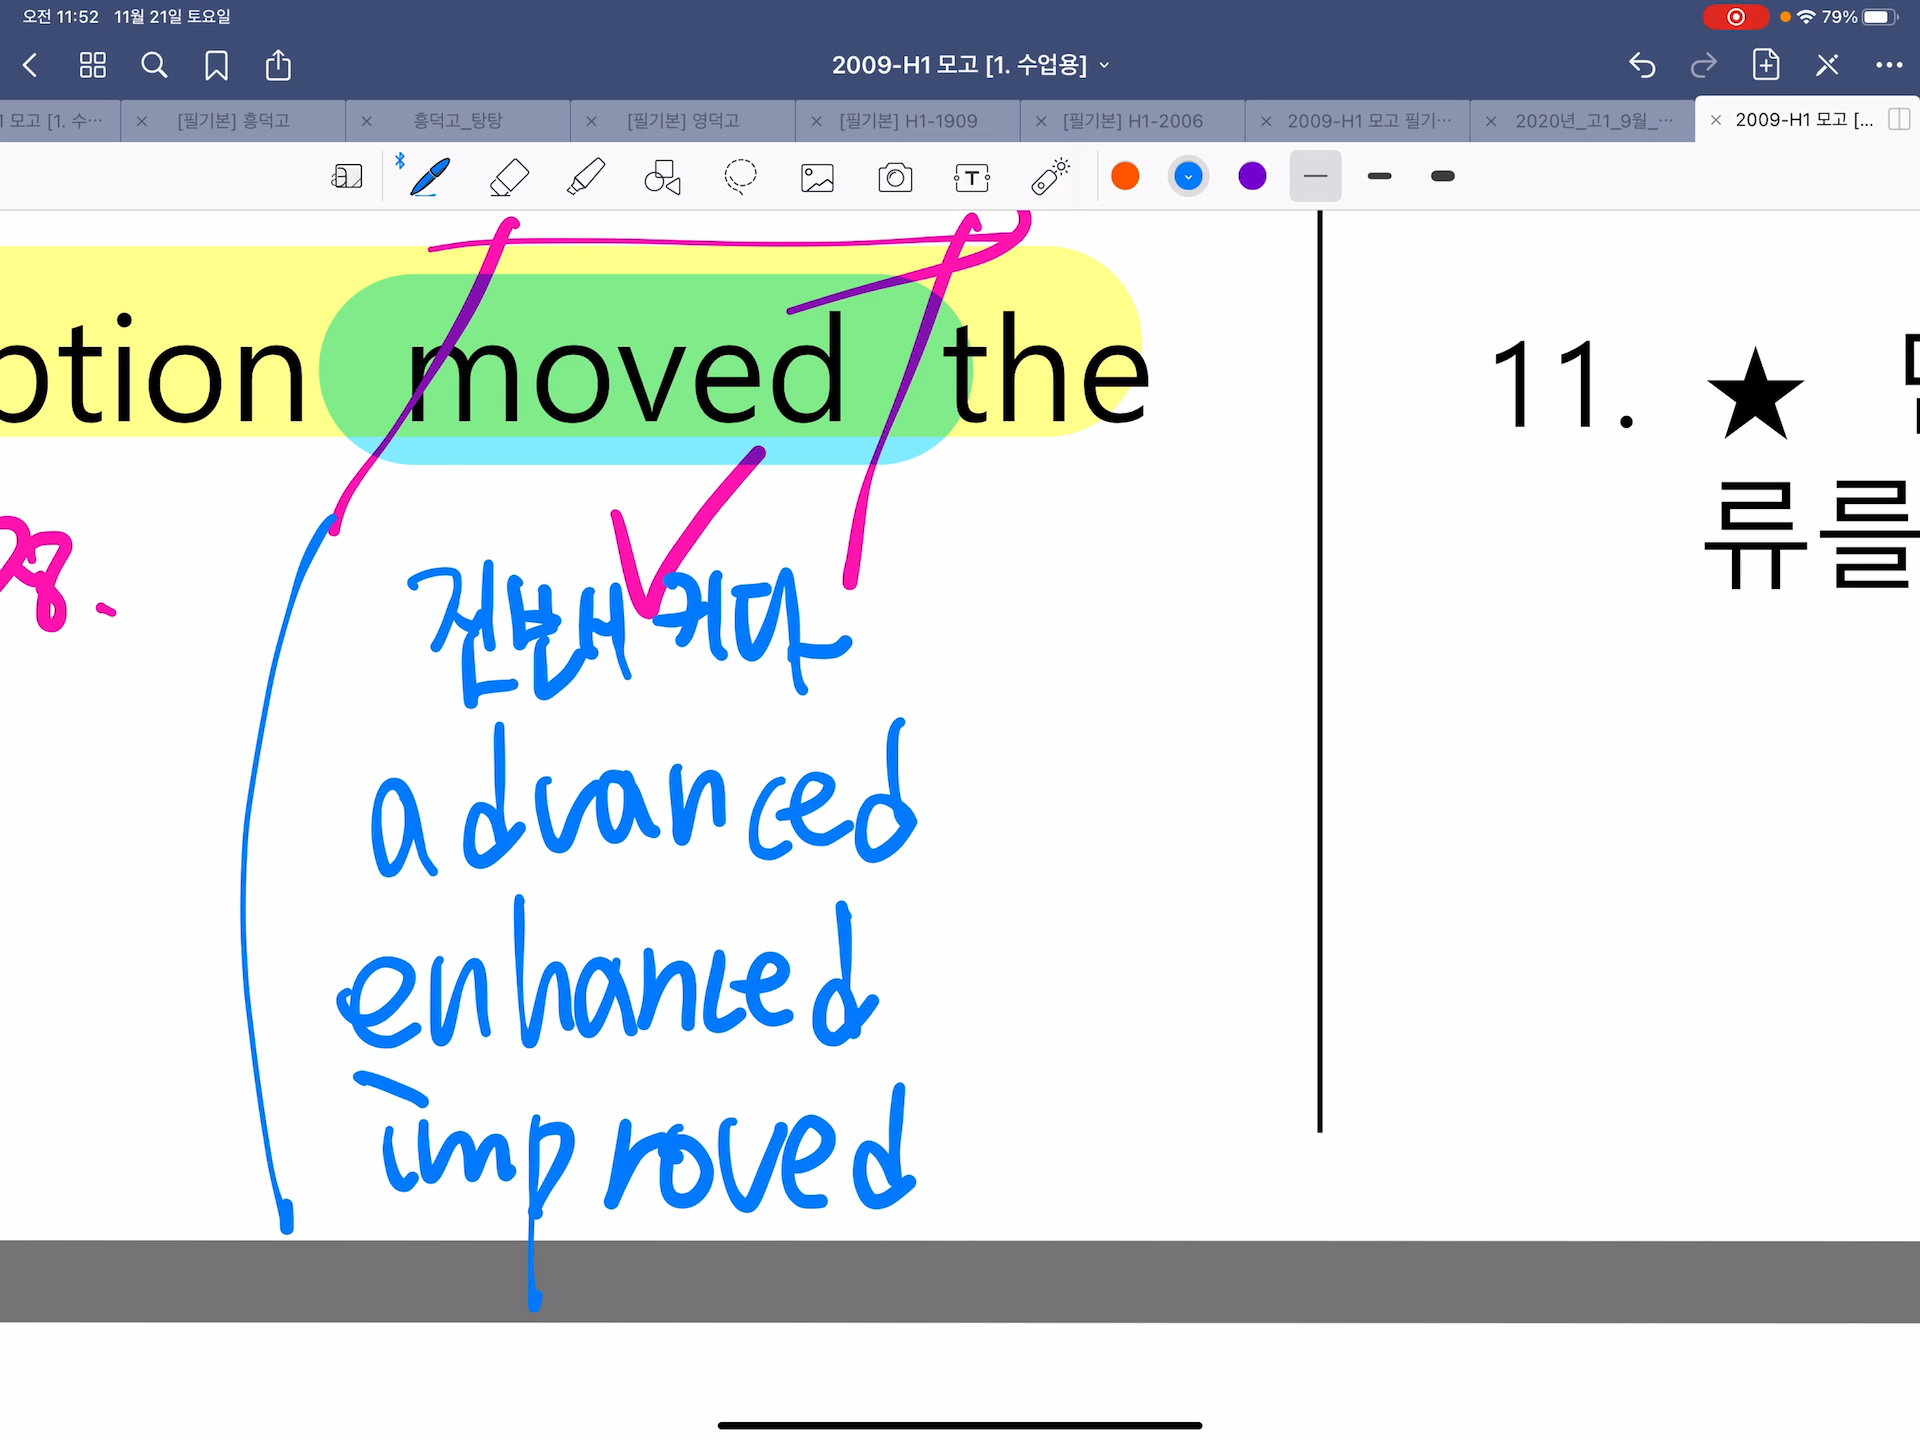 오전 11:52 11월 21일 토요일 79%
2009-H1 모고 [1. 수업용]
모고 [1. 수… [필기본] 흥덕고 흥덕고_탕탕 [필기본] 영덕고 [필기본] H1-1909 [필기본] H1-2006 2009-H1 모고 필기… 2020년_고1_9월_… 2009-H1 모고 [...
ption moved the
11. ★
류를
advanced
enhanced
improved